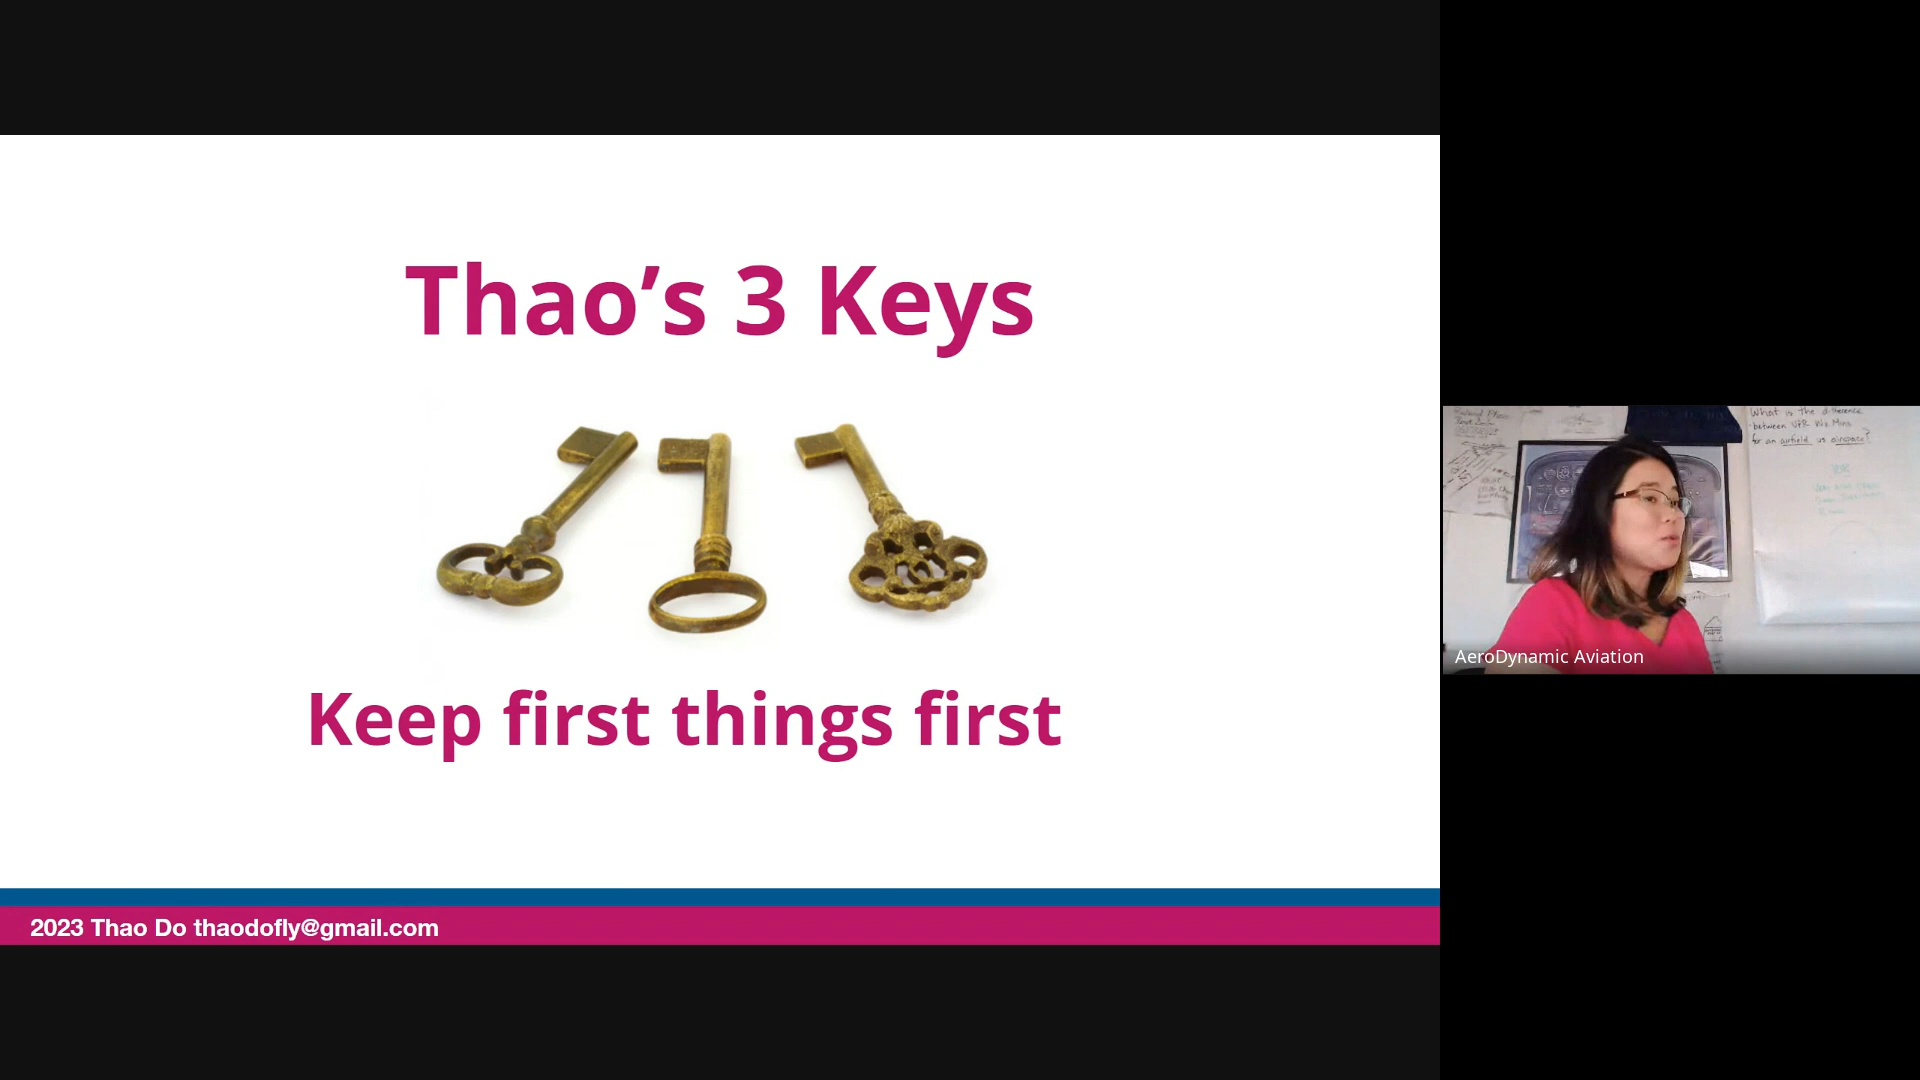 Thao’s 3 Keys
Keep first things first
2023 Thao Do thaodofly@gmail.com
What is the difference
between VFR Wx Mins
for an airfield vs airspace?
AeroDynamic Aviation